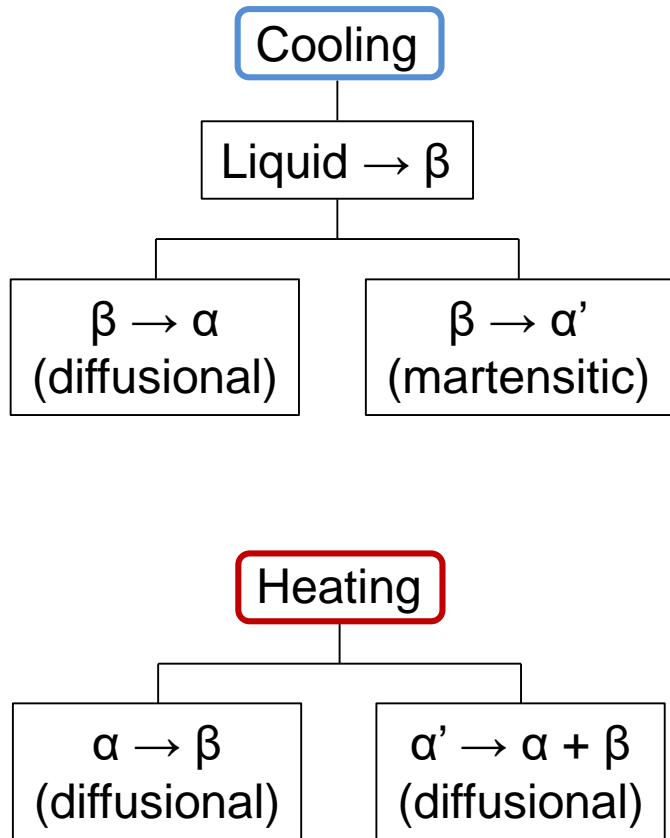 Cooling
Liquid → β
β → α
(diffusional)
β → α’
(martensitic)
Heating
α → β
(diffusional)
α’ → α + β
(diffusional)